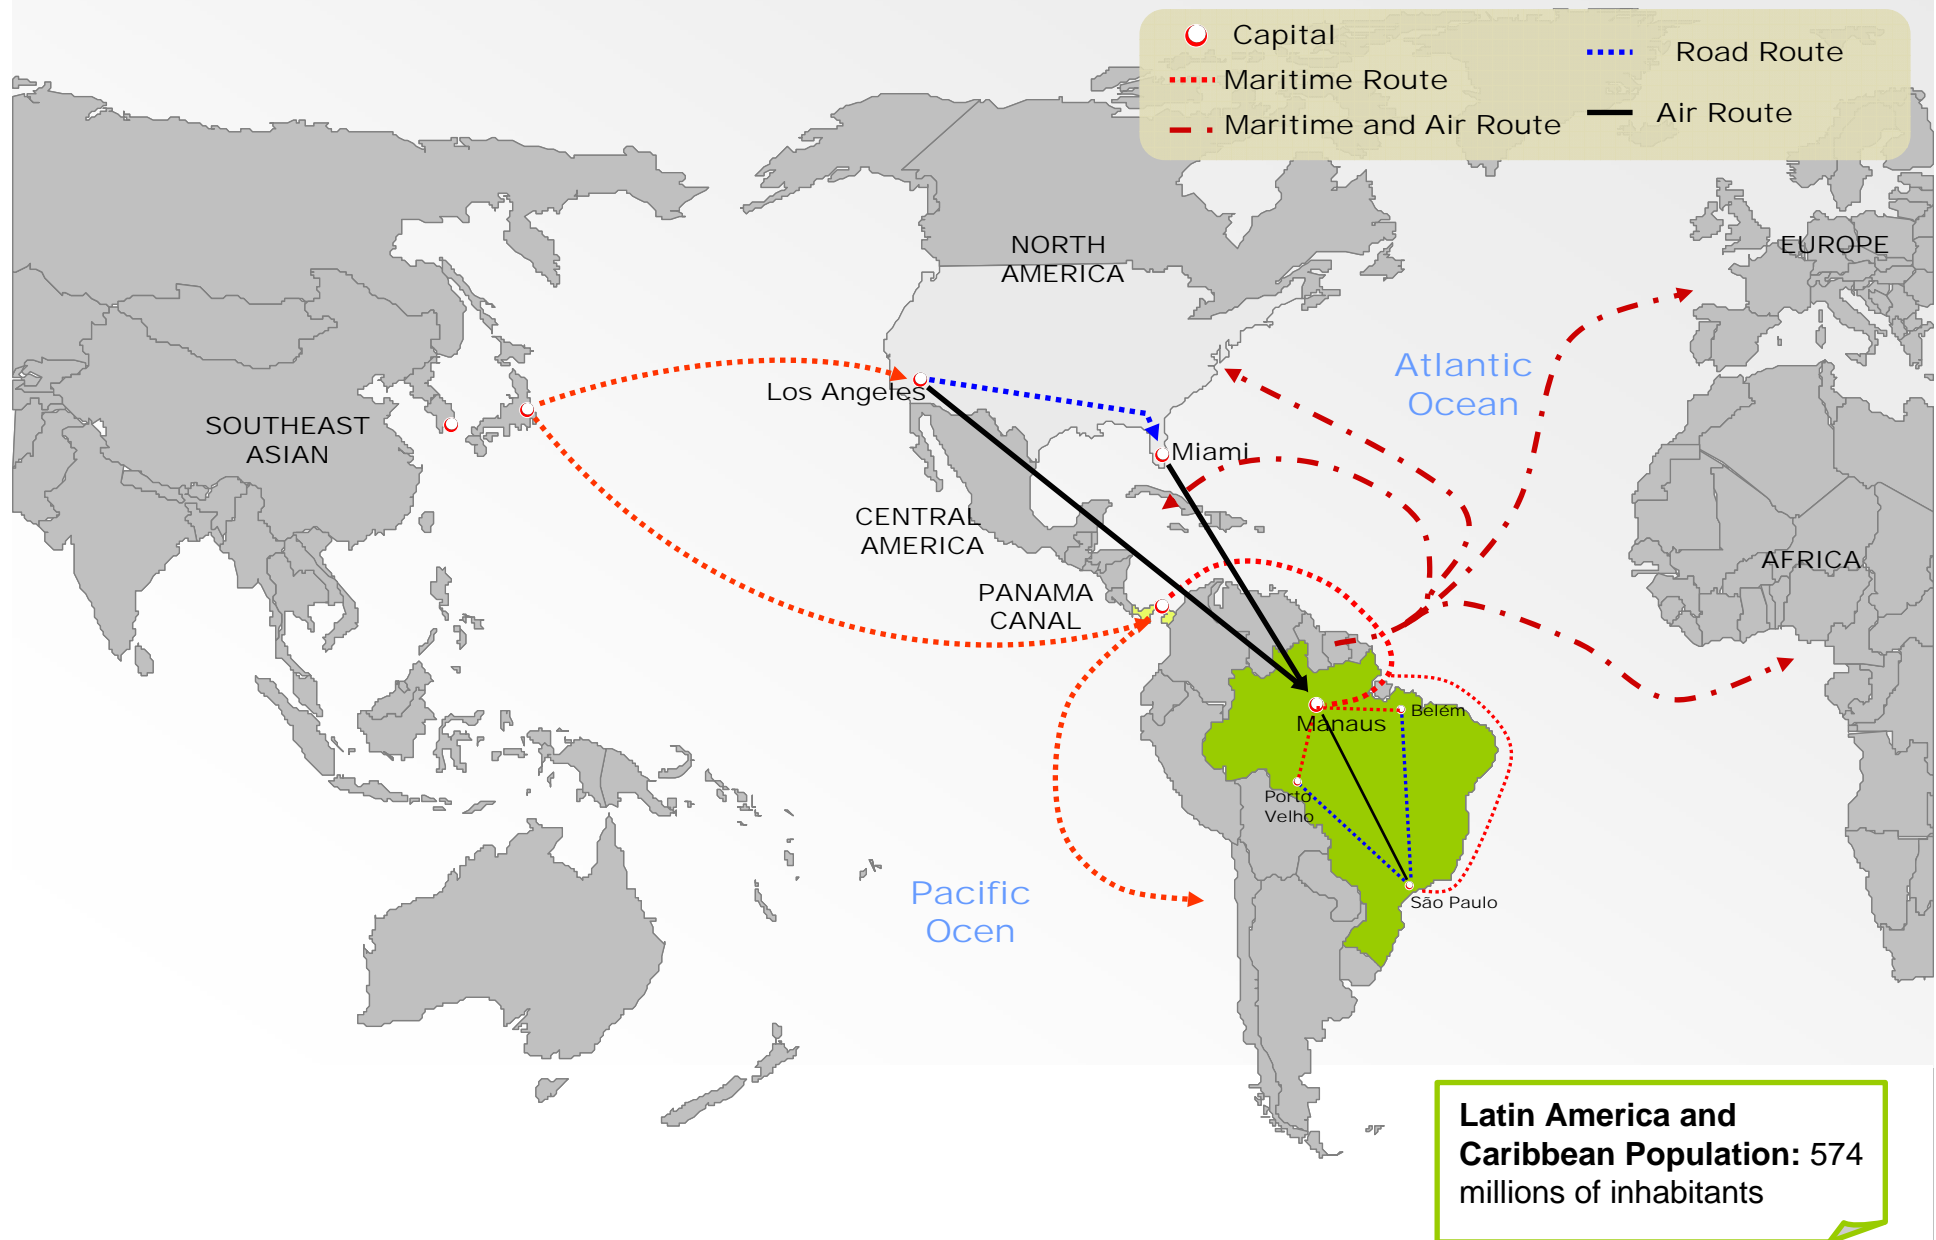 Capital
Maritime Route
Maritime and Air Route
Road Route
Air Route
NORTH
AMERICA
EUROPE
Atlantic
Ocean
Los Angeles
SOUTHEAST
ASIAN
Miami
CENTRAL
AMERICA
AFRICA
PANAMA
CANAL
Belém
Manaus
Porto
Velho
São Paulo
Pacific
Ocen
Latin America and
Caribbean Population: 574
millions of inhabitants